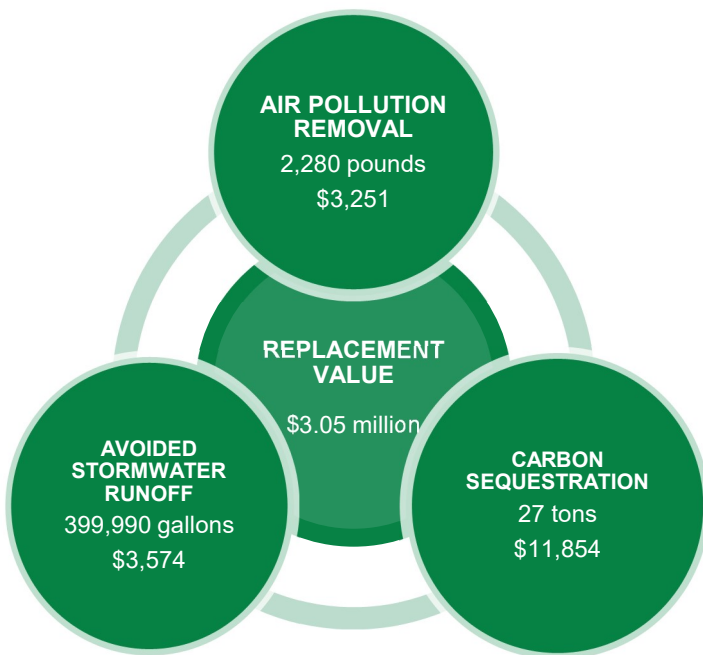 AIR POLLUTION
REMOVAL
2,280 pounds
$3,251
REPLACEMENT
VALUE
$3.05 million
AVOIDED
STORMWATER
RUNOFF
399,990 gallons
$3,574
CARBON
SEQUESTRATION
27 tons
$11,854